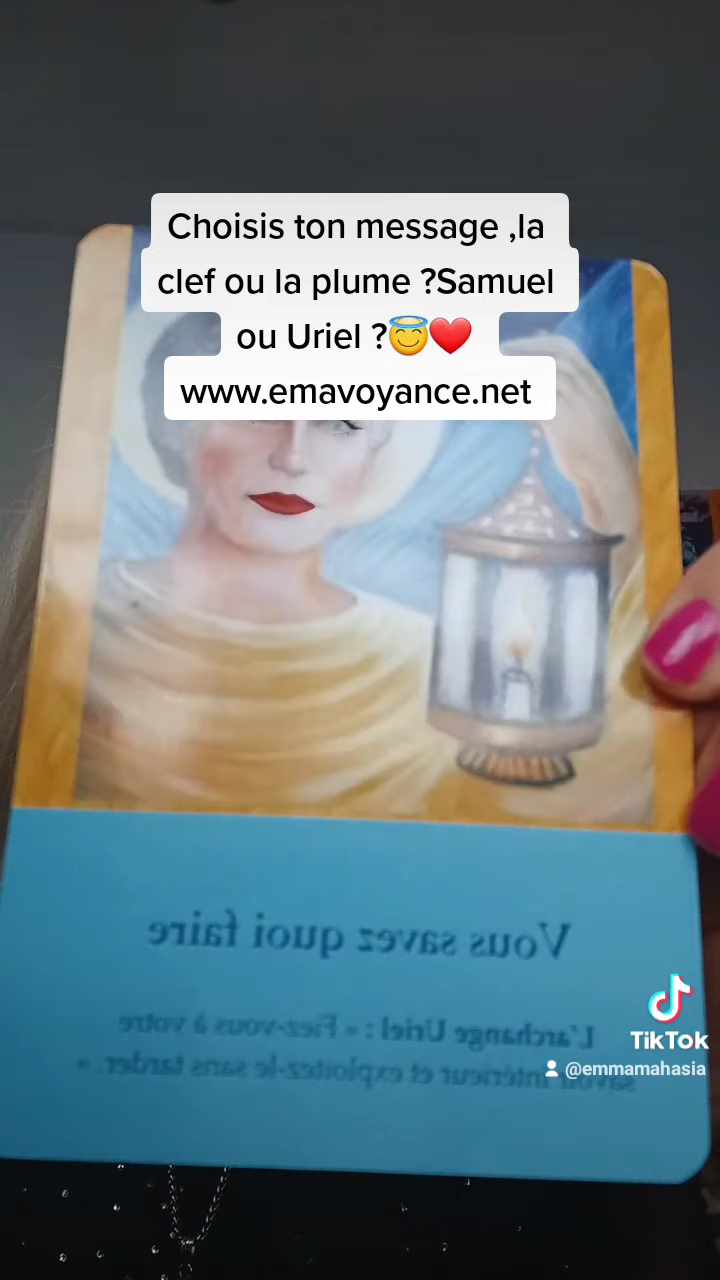 Choisis ton message ,la
clef ou la plume ?Samuel
ou Uriel ?😇❤️
www.emavoyance.net
Vous savez quoi faire
L'archange Uriel : « Fiez-vous à votre
savoir intérieur et exploitez-le sans tarder. »
TikTok
@emmamahasia